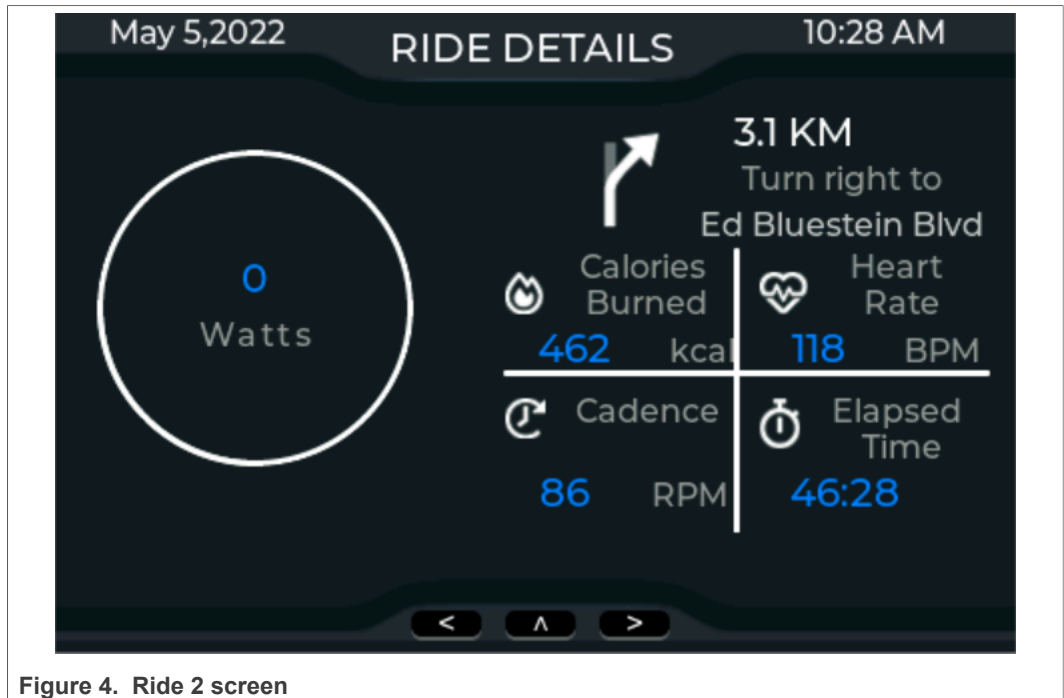 May 5,2022
RIDE DETAILS
10:28 AM
3.1 KM
Turn right to
Ed Bluestein Blvd
0
Watts
Calories
Burned
462 kcal
Heart
Rate
118 BPM
Cadence
86 RPM
Elapsed
Time
46:28
< ʌ >
Figure 4. Ride 2 screen